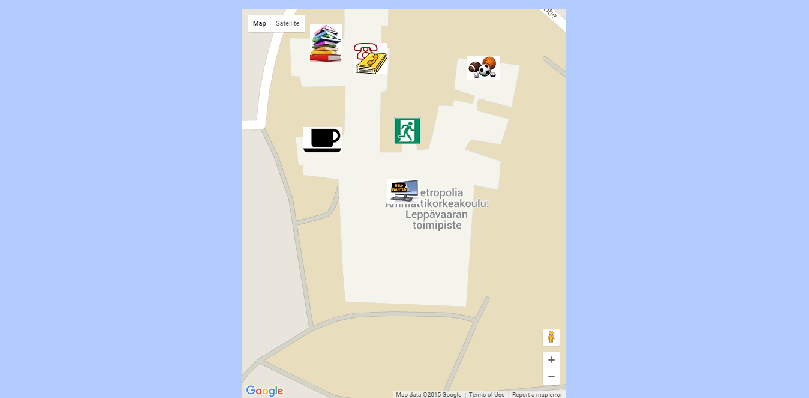 Map Satellite
etropolia
Ammattikorkeakoulu:
Leppävaaran
toimipiste
Google
Map data ©2015 Google Terms of Use Report a map error